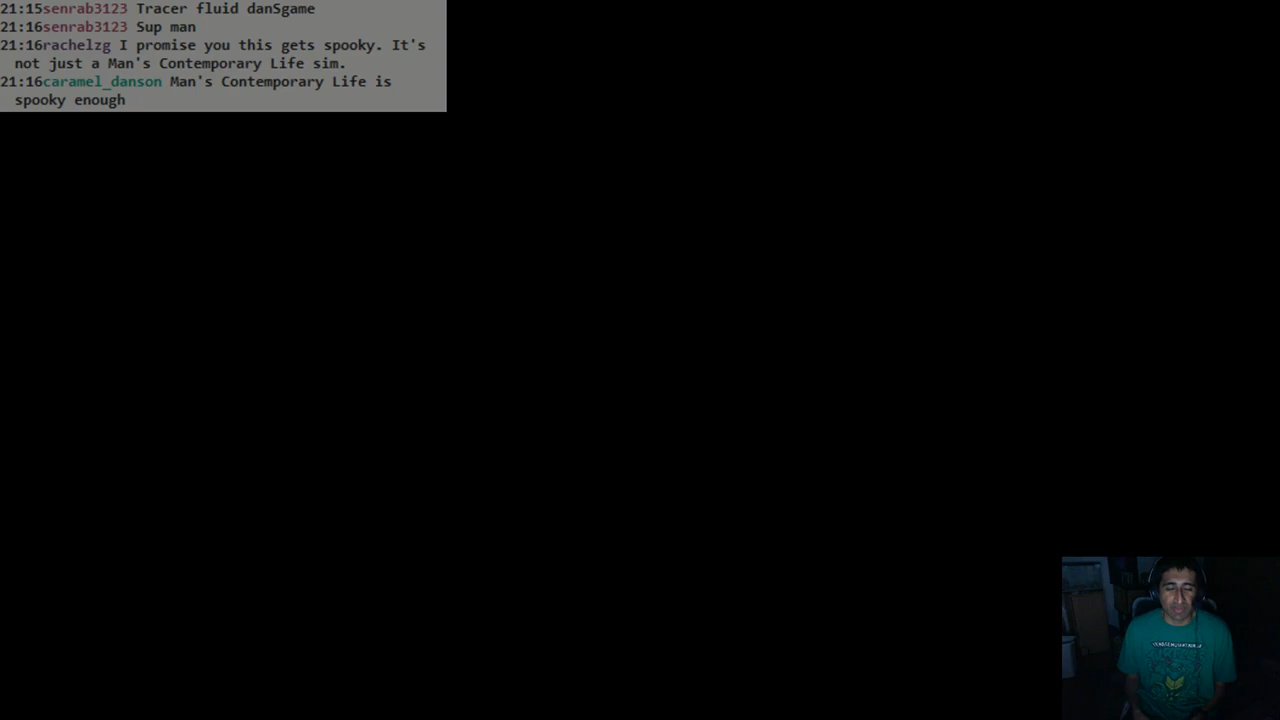 21:15senrab3123 Tracer fluid danSgame
21:16senrab3123 Sup man
21:16rachelzg I promise you this gets spooky. It's
not just a Man's Contemporary Life sim.
21:16caramel_danson Man's Contemporary Life is
spooky enough